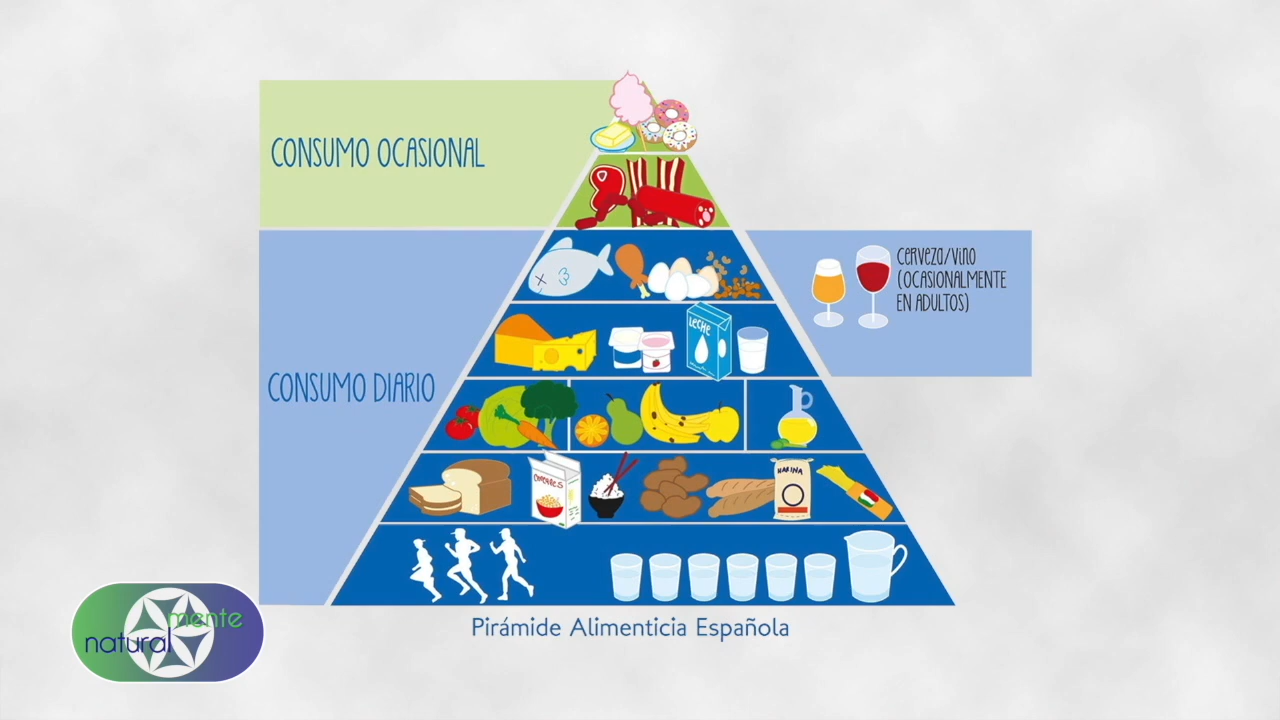 CONSUMO OCASIONAL
Cerveza/vino
(OCASIONALMENTE
EN ADULTOS)
LECHE
CONSUMO DIARIO
CEREALES
HARINA
Pirámide Alimenticia Española
mente
natural